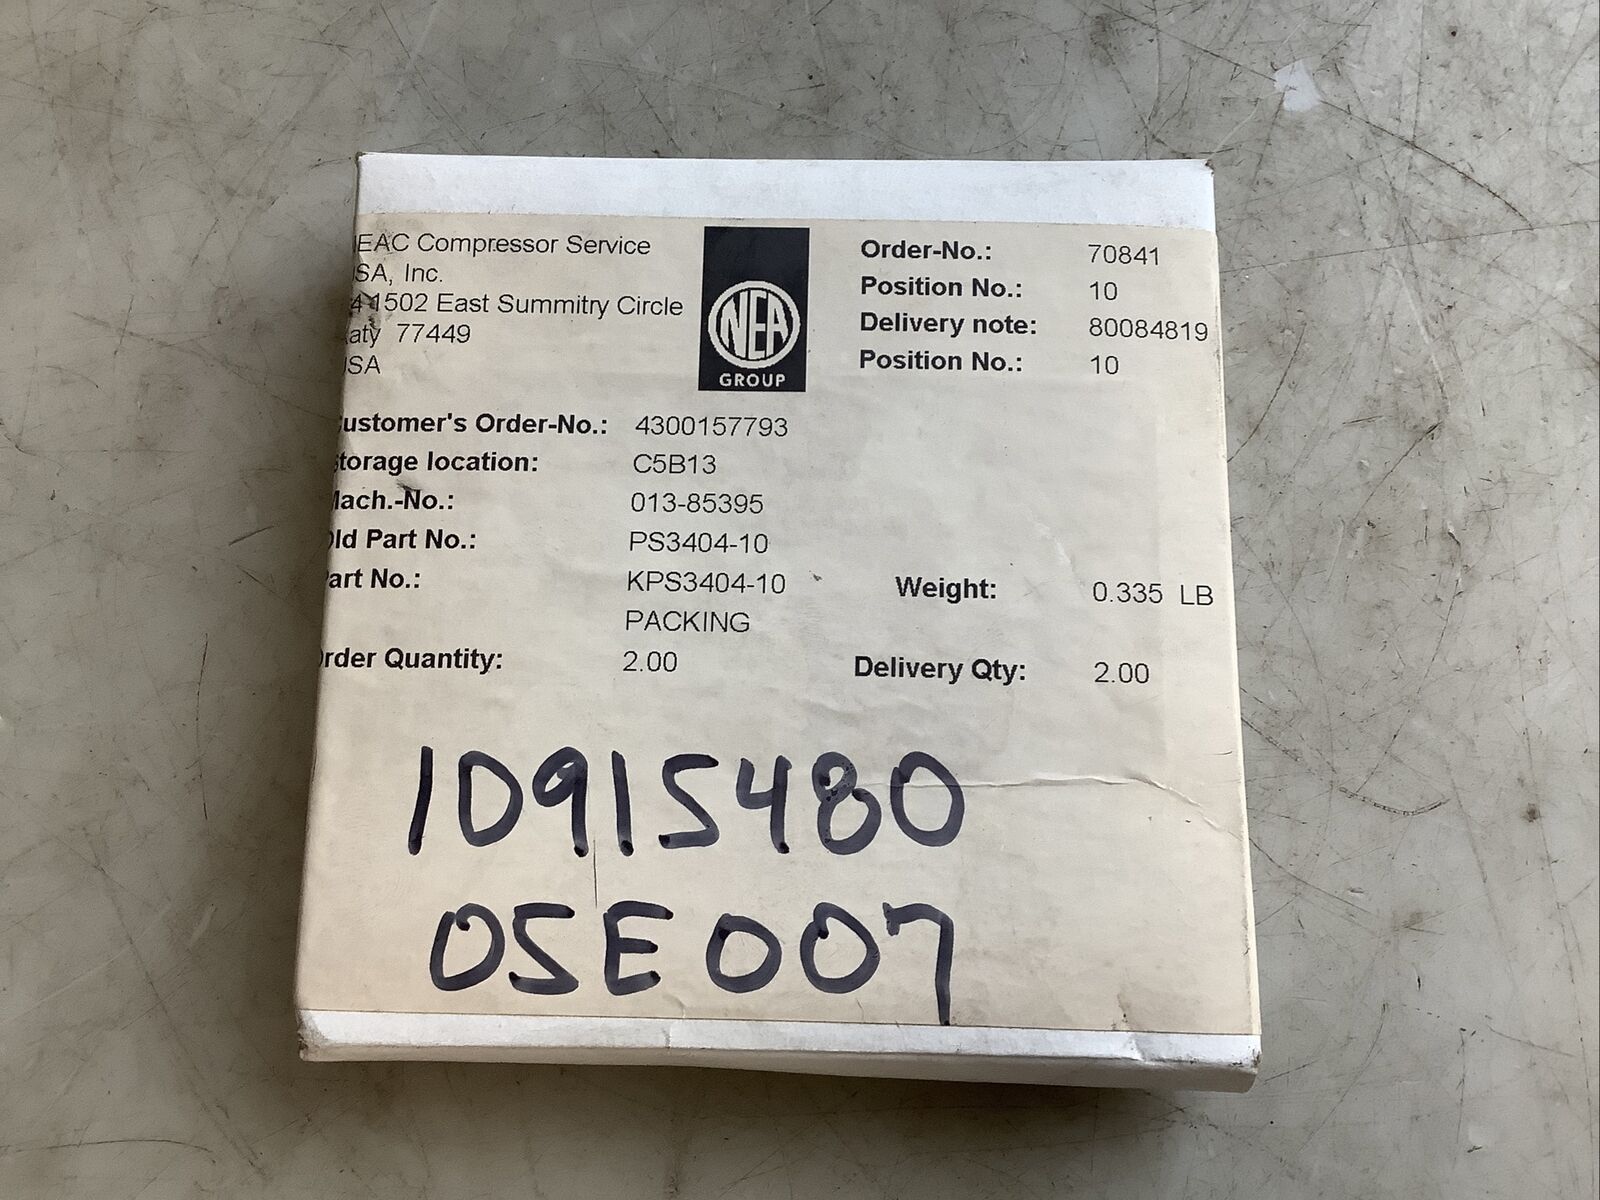 EAC Compressor Service
SA, Inc.
1502 East Summitry Circle
aty 77449
SA
NEA
GROUP
Order-No.: 70841
Position No.: 10
Delivery note: 80084819
Position No.: 10
ustomer's Order-No.: 4300157793
torage location: C5B13
ach.-No.: 013-85395
ld Part No.: PS3404-10
art No.: KPS3404-10 Weight: 0.335 LB
PACKING
rder Quantity: 2.00 Delivery Qty: 2.00
10915480
05E007